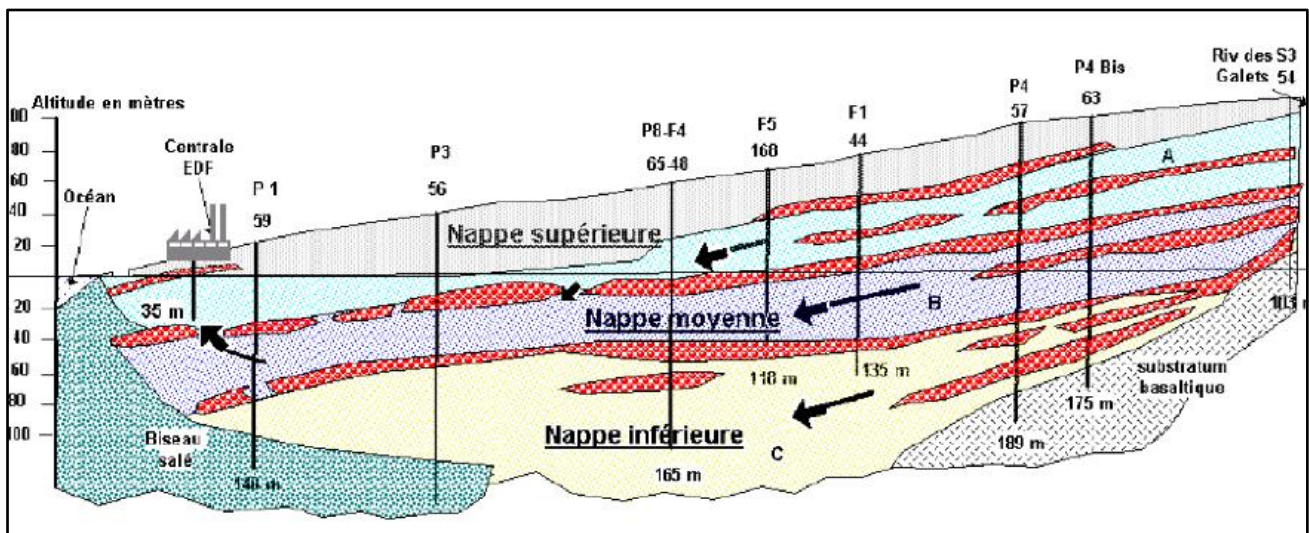 Altitude en mètres
00
80
60
40
20
20
40
60
80
100
Océan
Centrale
EDF
P 1
59
P3
56
P8-F4
65-48
F5
168
F1
44
P4
57
P4 Bis
63
Riv des S3
Galets 54
A
Nappe supérieure
35 m
Nappe moyenne
B
118 m
135 m
substratum
basaltique
175 m
189 m
Biseau
salé
Nappe inférieure
C
165 m